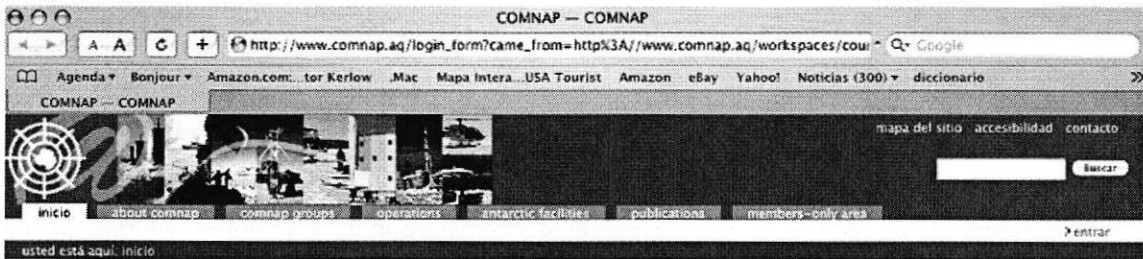 COMNAP — COMNAP
A A C + http://www.comnap.aq/login_form?came_from=http%3A//www.comnap.aq/workspaces/cour Q Google
Agenda Bonjour Amazon.com:...tor Kerlow .Mac Mapa Intera...USA Tourist Amazon eBay Yahoo! Noticias (300) diccionario »
COMNAP — COMNAP
mapa del sitio accesibilidad contacto
Buscar
inicio about comnap comnap groups operations antarctic facilities publications members-only area
entrar
usted está aquí: inicio